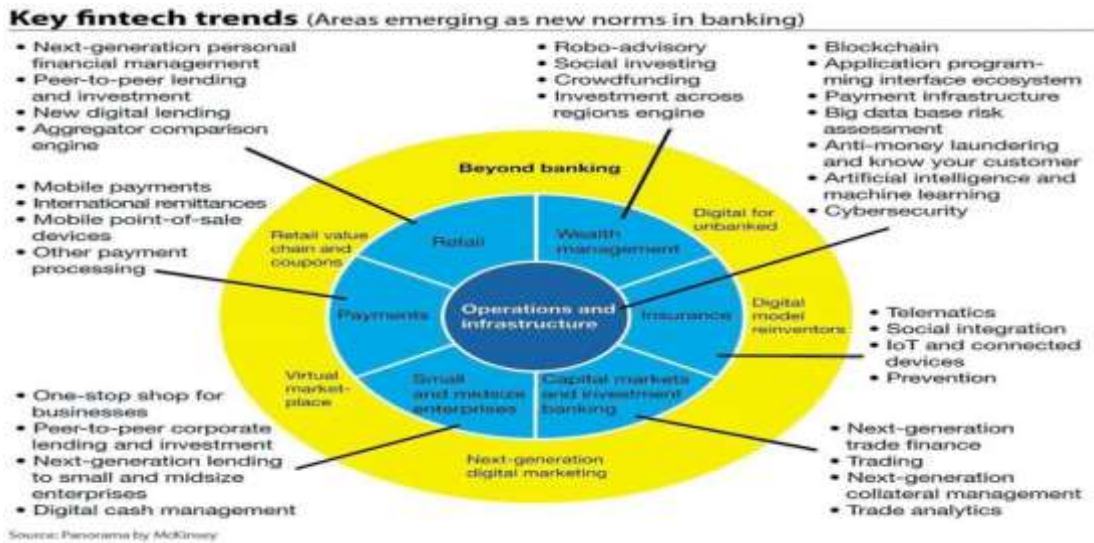 Key fintech trends (Areas emerging as new norms in banking)
• Next-generation personal
financial management
• Peer-to-peer lending
and investment
• New digital lending
• Aggregator comparison
engine
• Robo-advisory
• Social investing
• Crowdfunding
• Investment across
regions engine
• Blockchain
• Application program-
ming interface ecosystem
• Payment infrastructure
• Big data base risk
assessment
• Anti-money laundering
and know your customer
• Artificial intelligence and
machine learning
• Cybersecurity
• Mobile payments
• International remittances
• Mobile point-of-sale
devices
• Other payment
processing
Beyond banking
Retail value
chain and
coupons
Retail
Wealth
management
Digital for
unbanked
Payments
Operations and
infrastructure
Insurance
Digital
model
reinventors
• Telematics
• Social integration
• IoT and connected
devices
• Prevention
Virtual
market-
place
Small
and midsize
enterprises
Capital markets
and investment
banking
Next-generation
digital marketing
• One-stop shop for
businesses
• Peer-to-peer corporate
lending and investment
• Next-generation lending
to small and midsize
enterprises
• Digital cash management
• Next-generation
trade finance
• Trading
• Next-generation
collateral management
• Trade analytics
Source: Panorama by McKinsey